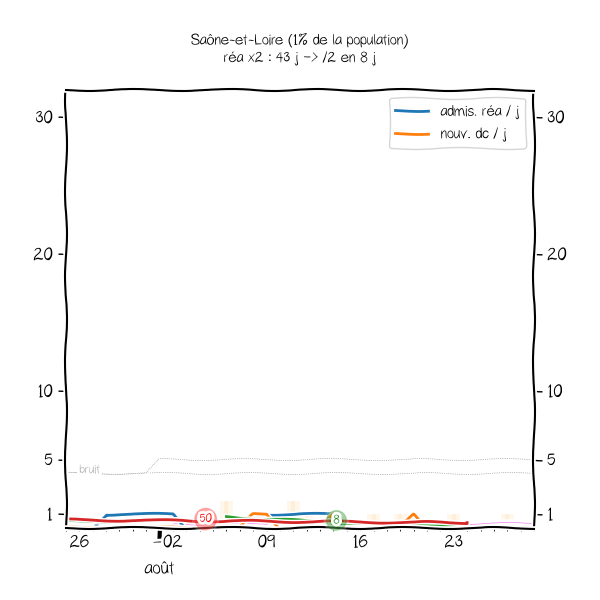 Saône-et-Loire (1% de la population)
réa x2 : 43 j -> /2 en 8 j
admis. réa / j
nouv. dc / j
30
30
20
20
10
10
5
5
bruit
1
1
50
8
26
02
09
16
23
août